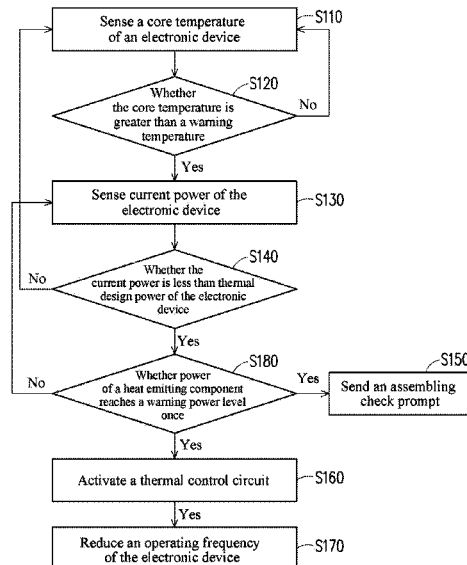 Sense a core temperature
of an electronic device
S110
S120
Whether
the core temperature is
greater than a warning
temperature
No
Yes
Sense current power of the
electronic device
S130
S140
Whether the
current power is less than thermal
design power of the electronic
device
No
Yes
S180
Whether power
of a heat emitting component
reaches a warning power level
once
No
Yes
S150
Send an assembling
check prompt
Yes
Activate a thermal control circuit
S160
Yes
Reduce an operating frequency
of the electronic device
S170